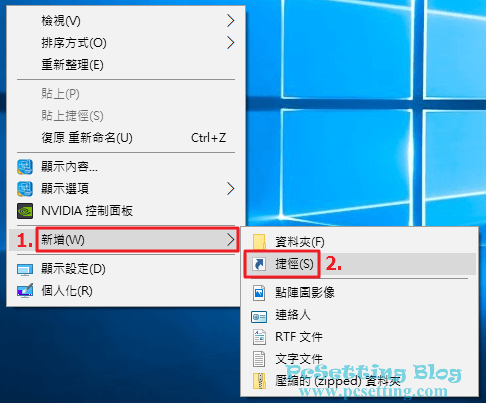 檢視(V)
排序方式(O)
重新整理(E)
貼上(P)
貼上捷徑(S)
復原 重新命名(U) Ctrl+Z
顯示內容...
顯示選項
NVIDIA 控制面板
1. 新增(W)
顯示設定(D)
個人化(R)
資料夾(F)
捷徑(S) 2.
點陣圖影像
連絡人
RTF 文件
文字文件
壓縮的 (zipped) 資料夾
PcSetting Blog
www.pcsetting.com